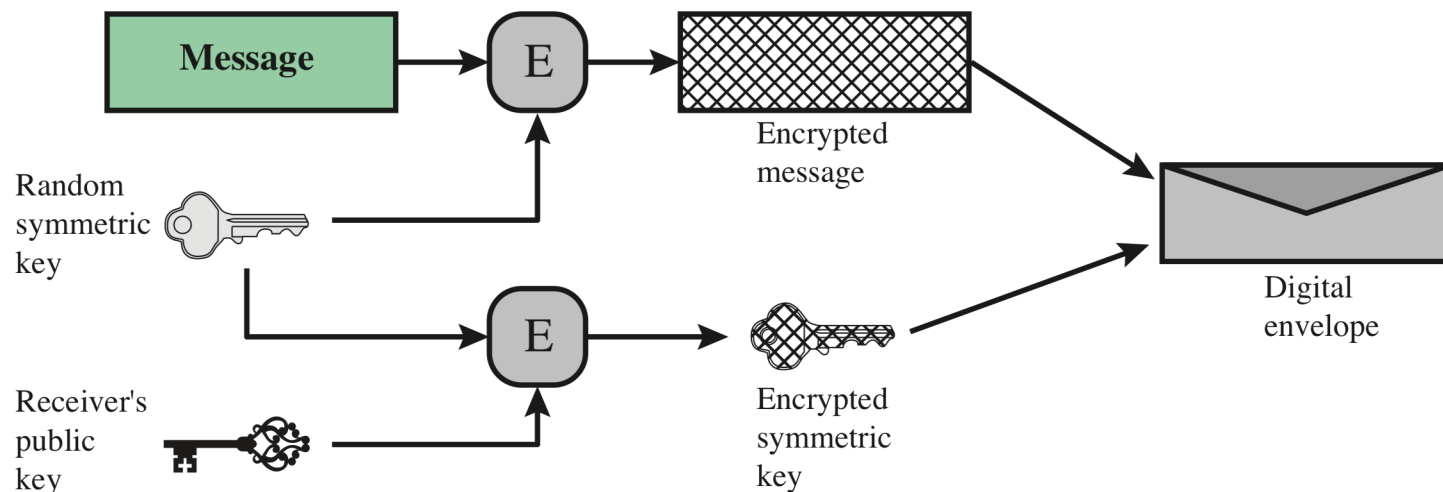 Message
E
Encrypted
message
Random
symmetric
key
Digital
envelope
E
Receiver's
public
key
Encrypted
symmetric
key